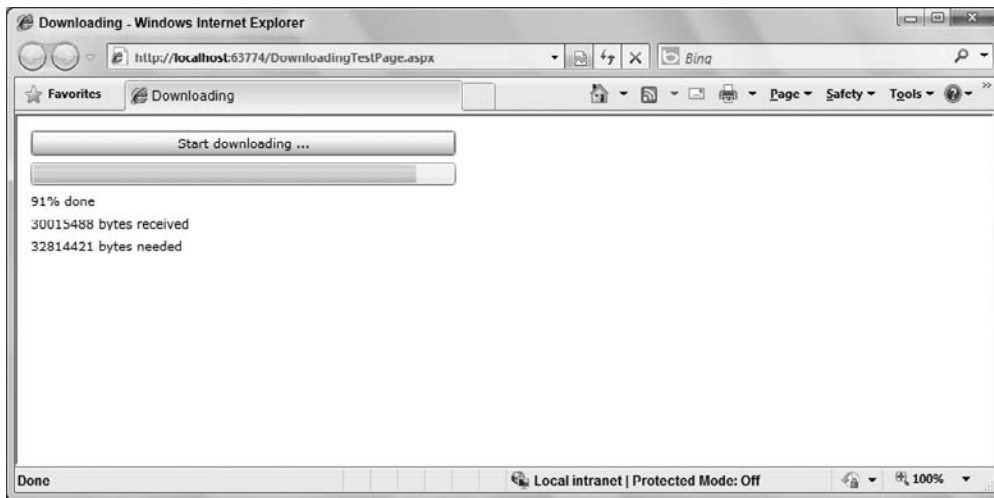 Downloading - Windows Internet Explorer
http://localhost:63774/DownloadingTestPage.aspx
Bing
Favorites
Downloading
Page
Safety
Tools
Start downloading ...
91% done
30015488 bytes received
32814421 bytes needed
Done
Local intranet | Protected Mode: Off
100%